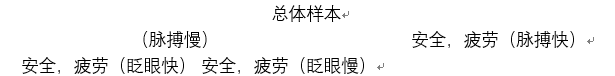 总体样本
（脉搏慢） 安全，疲劳（脉搏快）
安全，疲劳（眨眼快） 安全，疲劳（眨眼慢）